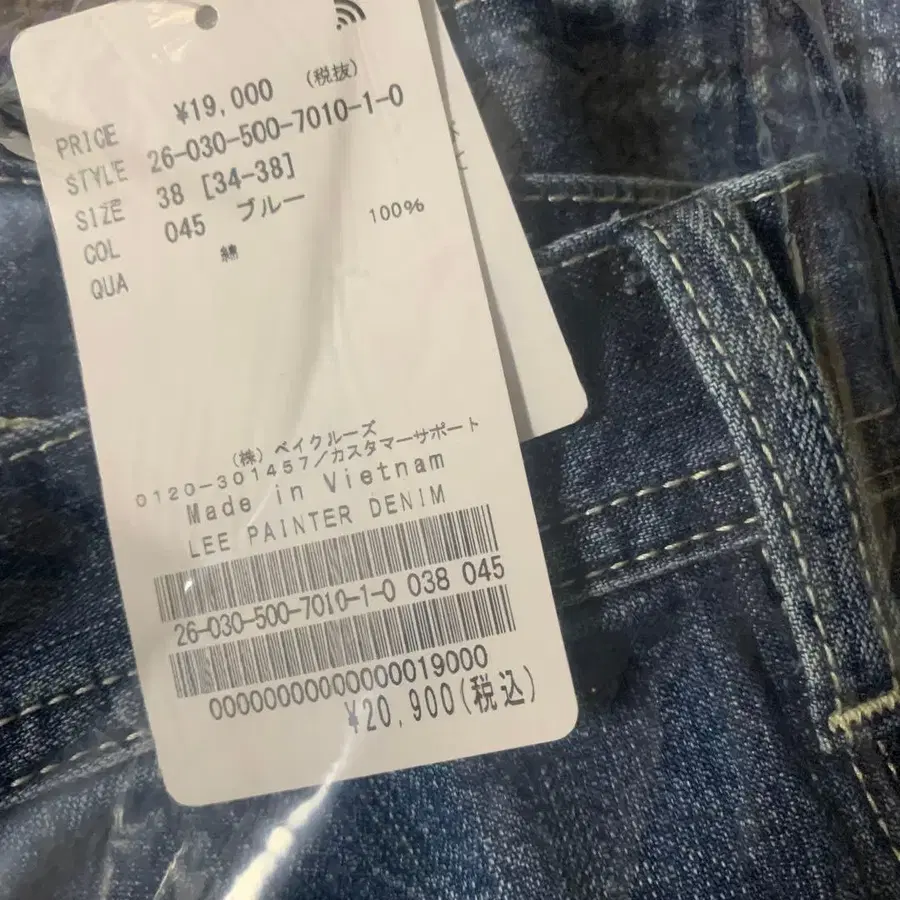 PRICE ¥19,000 (税抜)
STYLE 26-030-500-7010-1-0
SIZE 38 [34-38]
COL 045 ブルー
QUA 綿 100%
(株)ベイクルーズ
0120-301457/カスタマーサポート
Made in Vietnam
LEE PAINTER DENIM
26-030-500-7010-1-0 038 045
00000000000000019000
¥20,900(税込)